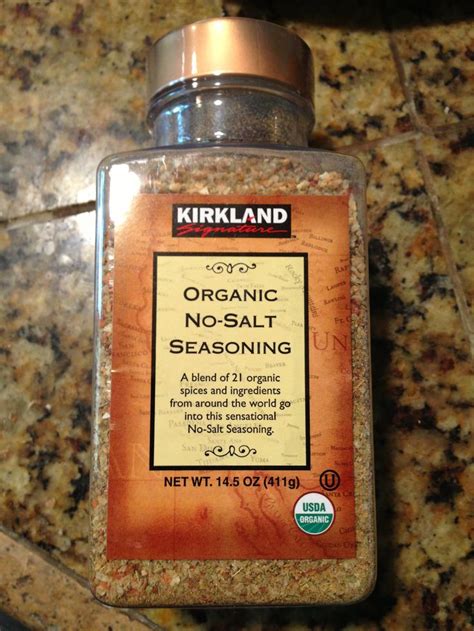 KIRKLAND
Signature
ORGANIC
NO-SALT
SEASONING
A blend of 21 organic
spices and ingredients
from around the world go
into this sensational
No-Salt Seasoning.
NET WT. 14.5 OZ (411g)
U
USDA
ORGANIC